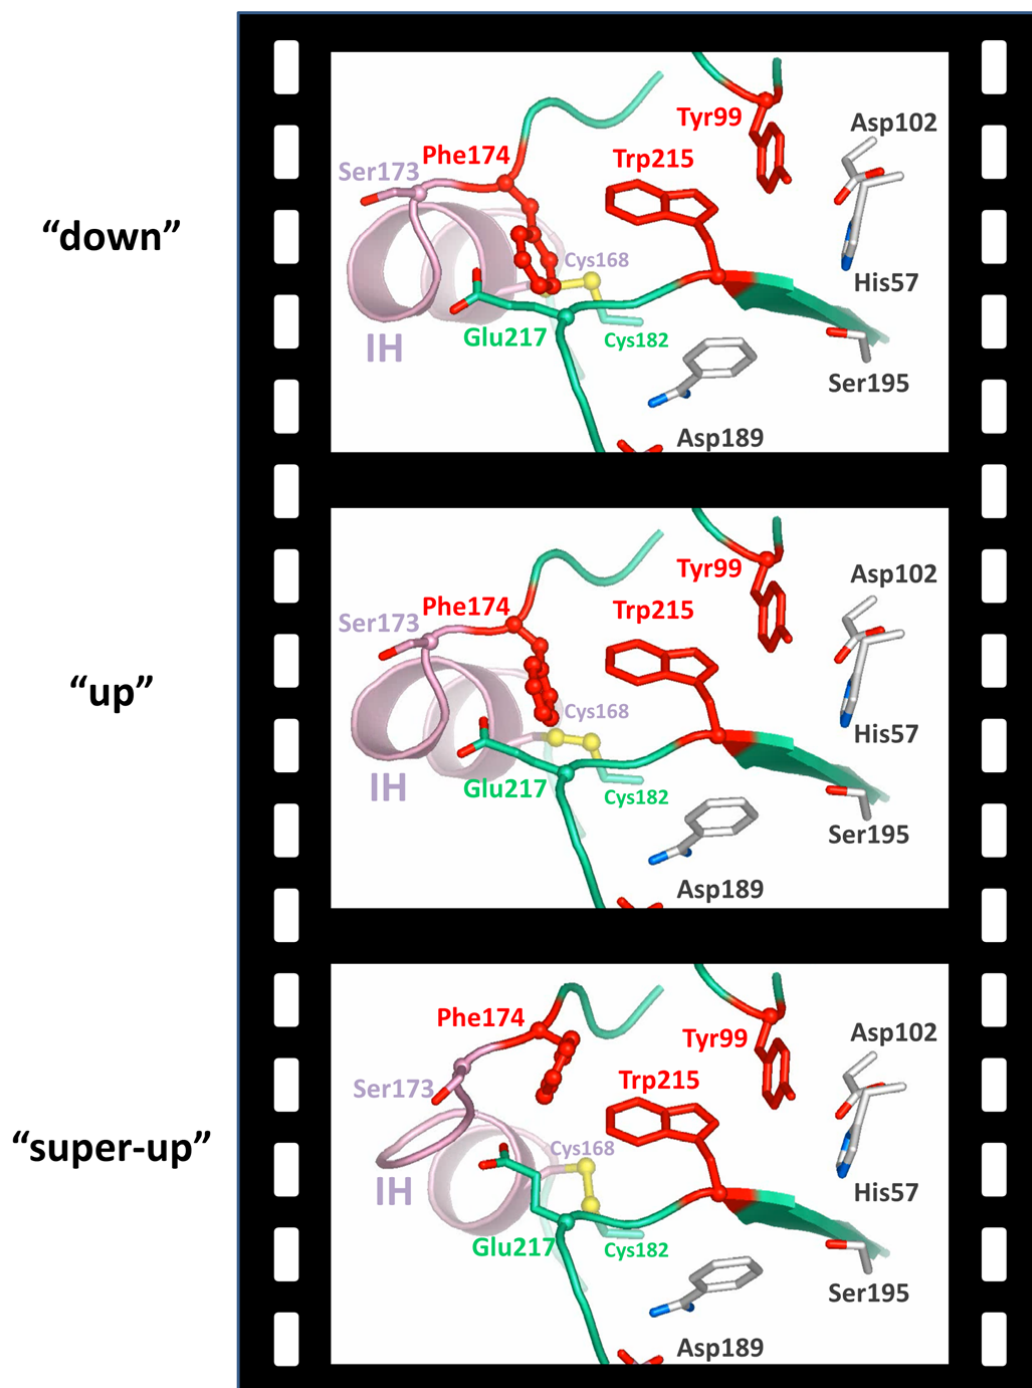 “down”
Tyr99
Asp102
Phe174
Trp215
Ser173
Cys168
His57
IH
Glu217
Cys182
Ser195
Asp189
“up”
Tyr99
Asp102
Phe174
Trp215
Ser173
Cys168
His57
IH
Glu217
Cys182
Ser195
Asp189
“super-up”
Phe174
Tyr99
Asp102
Ser173
Trp215
Cys168
IH
His57
Glu217
Cys182
Ser195
Asp189